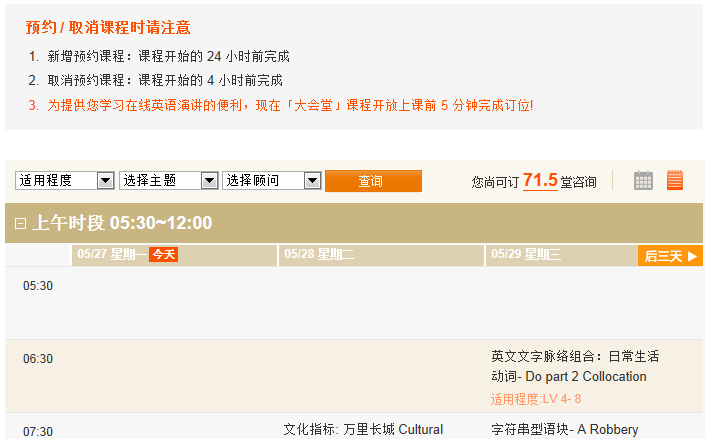 预约 / 取消课程时请注意
1. 新增预约课程：课程开始的 24 小时前完成
2. 取消预约课程：课程开始的 4 小时前完成
3. 为提供您学习在线英语演讲的便利，现在「大会堂」课程开放上课前 5 分钟完成订位!
适用程度 选择主题 选择顾问 查询 您尚可订 71.5 堂咨询
上午时段 05:30~12:00
05/27 星期一 今天 05/28 星期二 05/29 星期三 后三天
05:30
06:30
英文文字脉络组合：日常生活
动词- Do part 2 Collocation
适用程度:LV 4- 8
07:30 文化指标: 万里长城 Cultural 字符串型语块- A Robbery